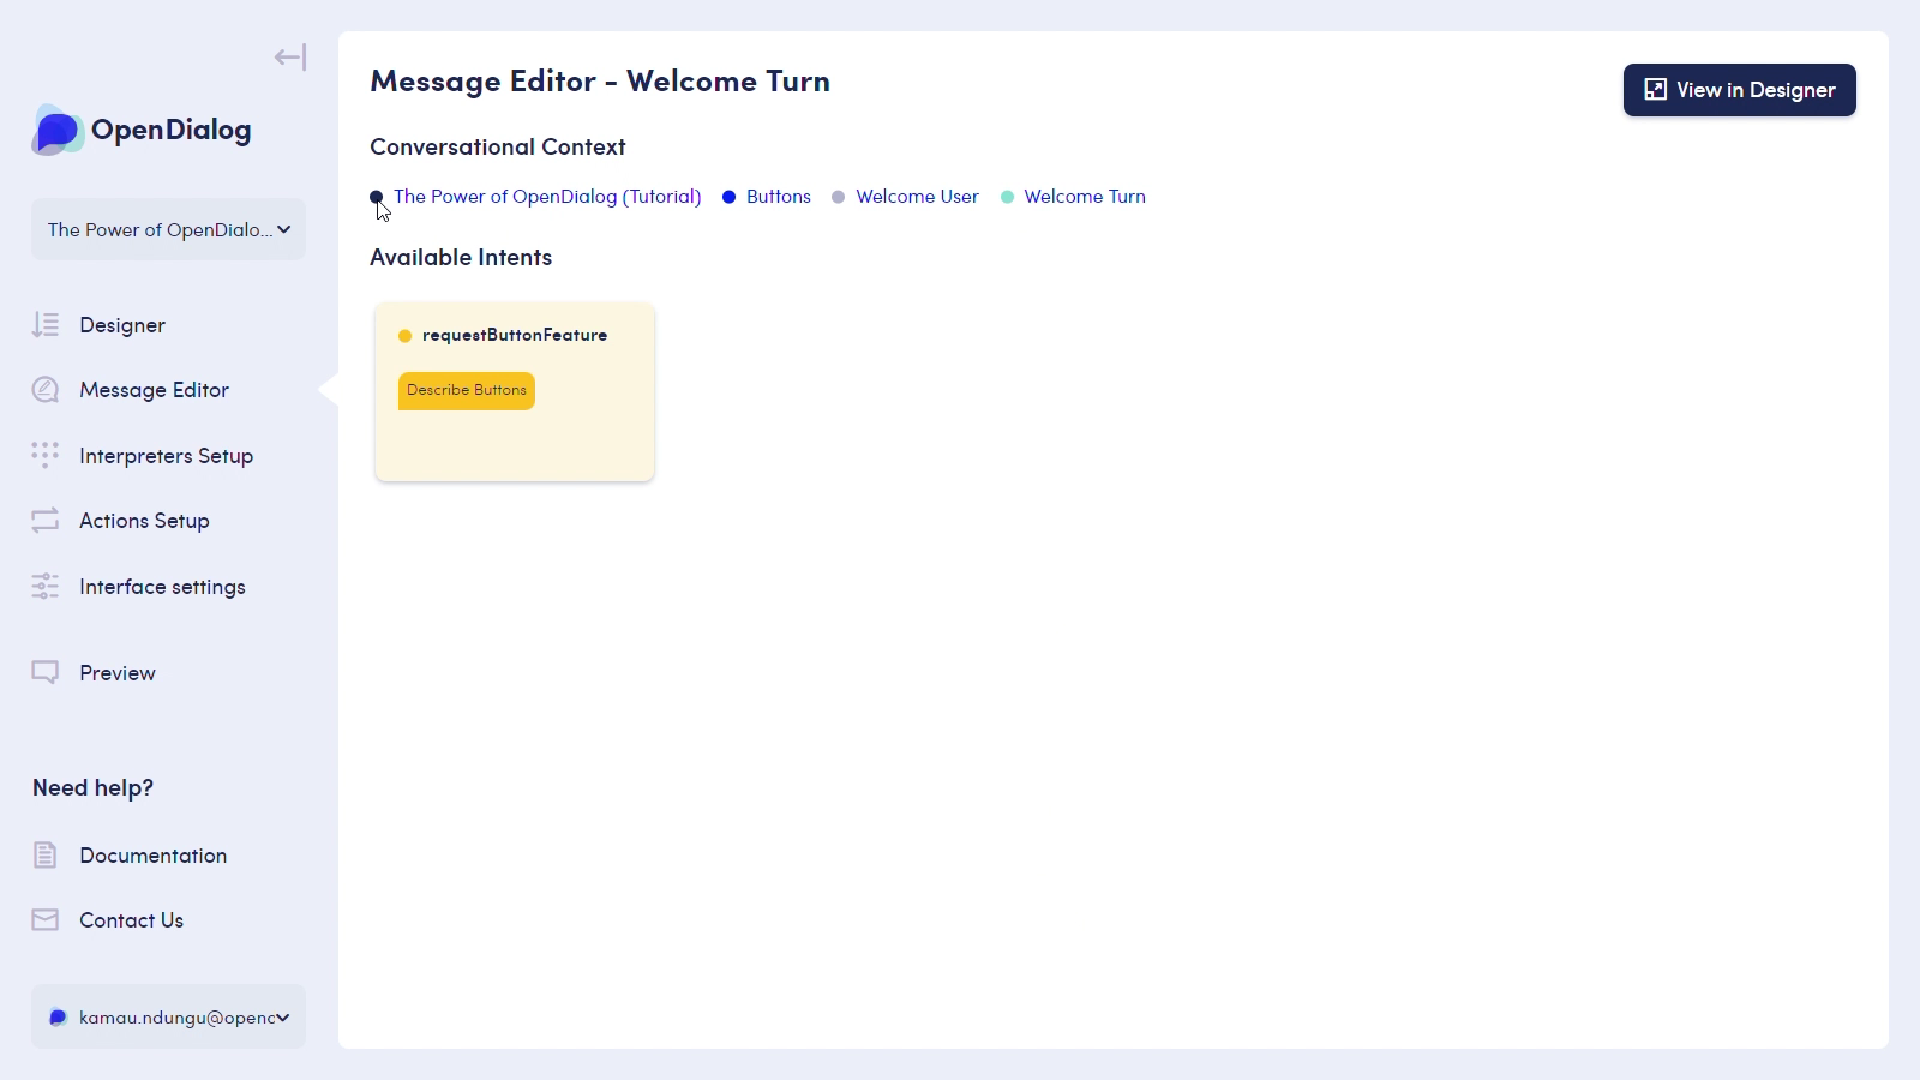 OpenDialog
The Power of OpenDialo...
Designer
Message Editor
Interpreters Setup
Actions Setup
Interface settings
Preview
Need help?
Documentation
Contact Us
kamau.ndungu@openc
Message Editor - Welcome Turn
View in Designer
Conversational Context
The Power of OpenDialog (Tutorial) Buttons Welcome User Welcome Turn
Available Intents
requestButtonFeature
Describe Buttons